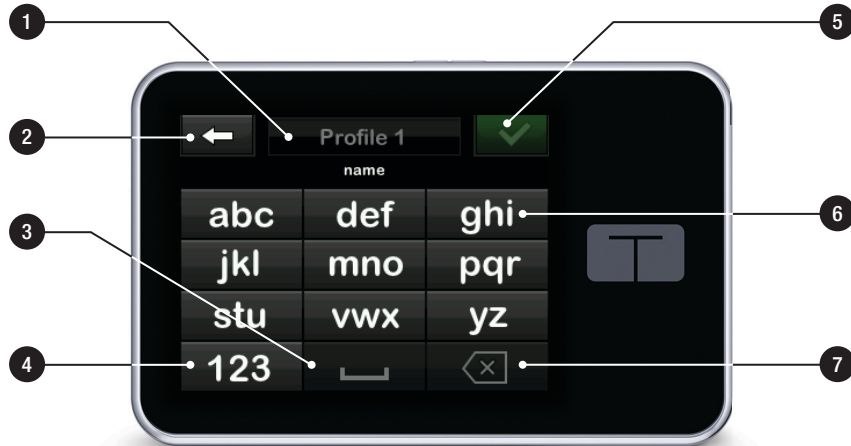 1
5
2
Profile 1
name
abc def ghi
6
3
jkl mno pqr
stu vwx yz
4
123
7